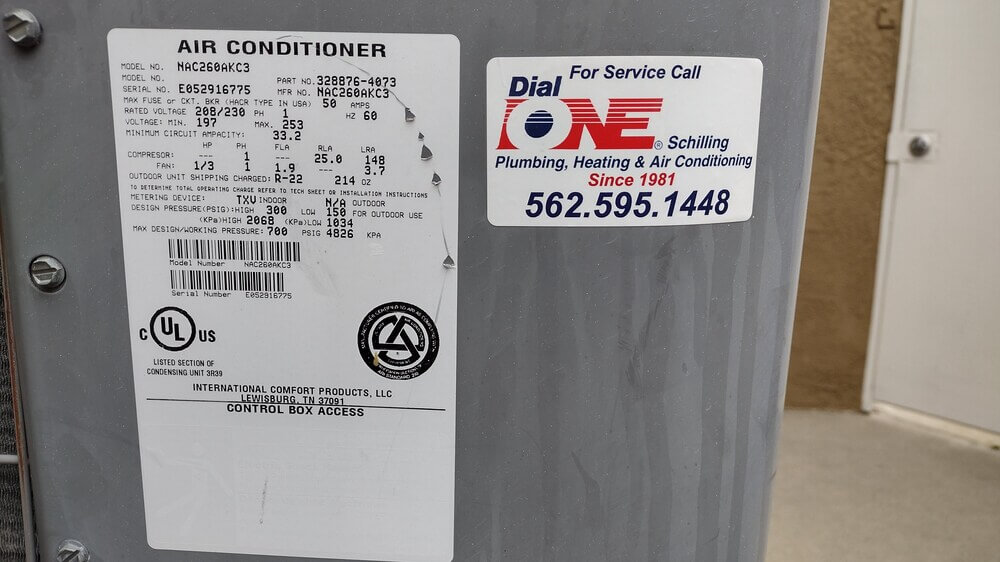 AIR CONDITIONER
MODEL NO. NAC260AKC3
MODEL NO. PART NO. 328876-4073
SERIAL NO. E052916775 MFR NO. NAC260AKC3
MAX FUSE or CKT. BKR (HACR TYPE IN USA) 50 AMPS
RATED VOLTAGE 208/230 PH 1 HZ 60
VOLTAGE: MIN. 197 MAX. 253
MINIMUM CIRCUIT AMPACITY: 33.2
HP PH FLA RLA LRA
COMPRESOR: --- 1 --- 25.0 148
FAN: 1/3 1 1.9 --- 3.7
OUTDOOR UNIT SHIPPING CHARGED: R-22 214 OZ
TO DETERMINE TOTAL OPERATING CHARGE REFER TO TECH SHEET OR INSTALLATION INSTRUCTIONS
METERING DEVICE: TXV INDOOR N/A OUTDOOR
DESIGN PRESSURE(PSIG):HIGH 300 LOW 150 FOR OUTDOOR USE
(KPa)HIGH 2068 (KPa)LOW 1034
MAX DESIGN/WORKING PRESSURE: 700 PSIG 4826 KPA
Model Number NAC260AKC3
Serial Number E052916775
C UL US
LISTED SECTION OF
CONDENSING UNIT SR39
INTERNATIONAL COMFORT PRODUCTS, LLC
LEWISBURG, TN 37091
CONTROL BOX ACCESS
For Service Call
Dial
ONE® Schilling
Plumbing, Heating & Air Conditioning
Since 1981
562.595.1448